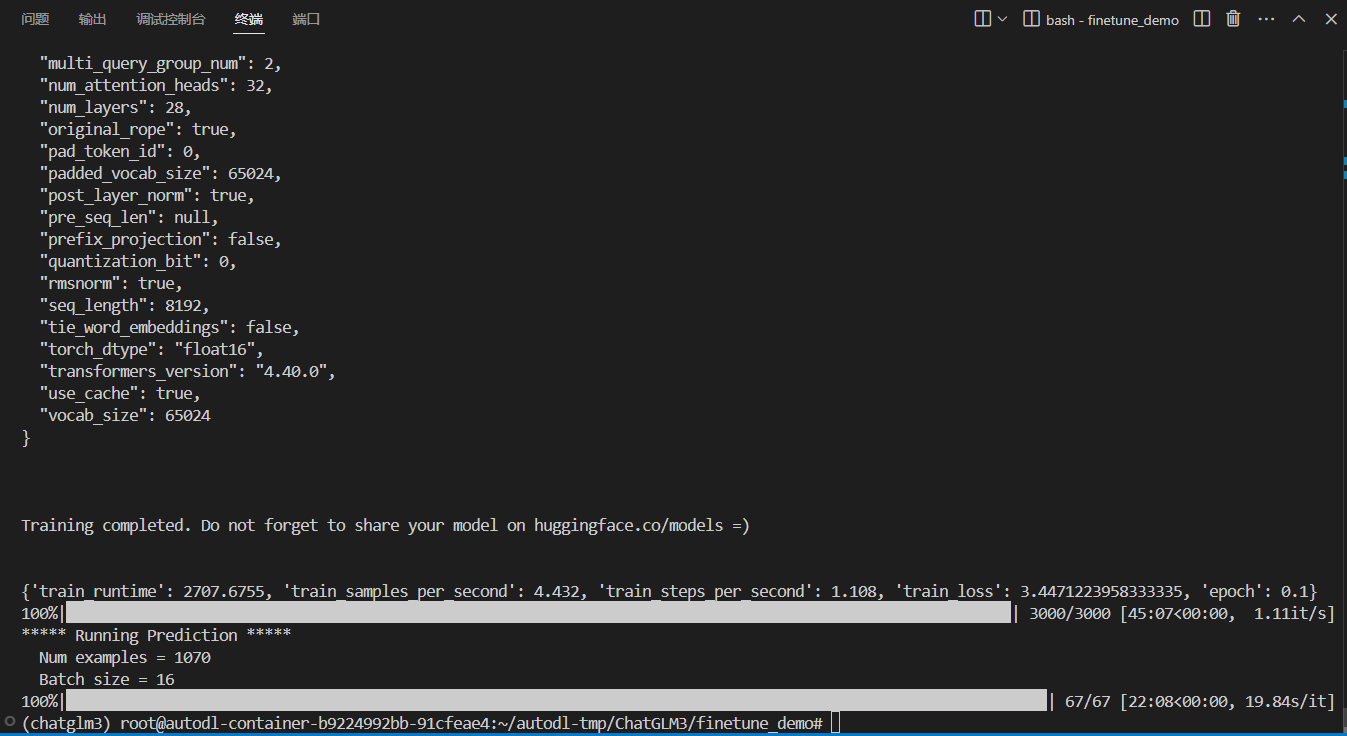 问题 输出 调试控制台 终端 端口 bash - finetune_demo
"multi_query_group_num": 2,
"num_attention_heads": 32,
"num_layers": 28,
"original_rope": true,
"pad_token_id": 0,
"padded_vocab_size": 65024,
"post_layer_norm": true,
"pre_seq_len": null,
"prefix_projection": false,
"quantization_bit": 0,
"rmsnorm": true,
"seq_length": 8192,
"tie_word_embeddings": false,
"torch_dtype": "float16",
"transformers_version": "4.40.0",
"use_cache": true,
"vocab_size": 65024
}
Training completed. Do not forget to share your model on huggingface.co/models =)
{'train_runtime': 2707.6755, 'train_samples_per_second': 4.432, 'train_steps_per_second': 1.108, 'train_loss': 3.4471223958333335, 'epoch': 0.1}
100%| | 3000/3000 [45:07<00:00, 1.11it/s]
***** Running Prediction *****
Num examples = 1070
Batch size = 16
100%| | 67/67 [22:08<00:00, 19.84s/it]
(chatglm3) root@autodl-container-b9224992bb-91cfeae4:~/autodl-tmp/ChatGLM3/finetune_demo#